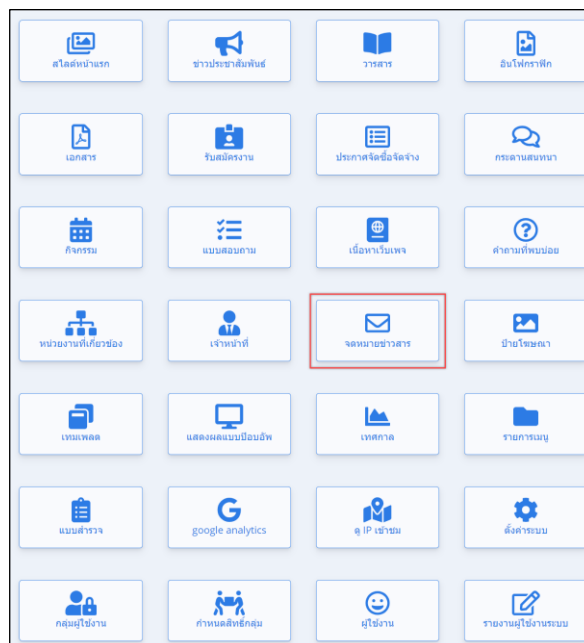 สไลด์หน้าแรก
ข่าวประชาสัมพันธ์
วารสาร
อินโฟกราฟิก
เอกสาร
รับสมัครงาน
ประกาศจัดซื้อจัดจ้าง
กระดานสนทนา
กิจกรรม
แบบสอบถาม
เนื้อหาเว็บเพจ
คำถามที่พบบ่อย
หน่วยงานที่เกี่ยวข้อง
เจ้าหน้าที่
จดหมายข่าวสาร
ป้ายโฆษณา
เทมเพลต
แสดงผลแบบป๊อบอัพ
เทศกาล
รายการเมนู
แบบสำรวจ
google analytics
ดู IP เข้าชม
ตั้งค่าระบบ
กลุ่มผู้ใช้งาน
กำหนดสิทธิ์กลุ่ม
ผู้ใช้งาน
รายงานผู้ใช้งานระบบ